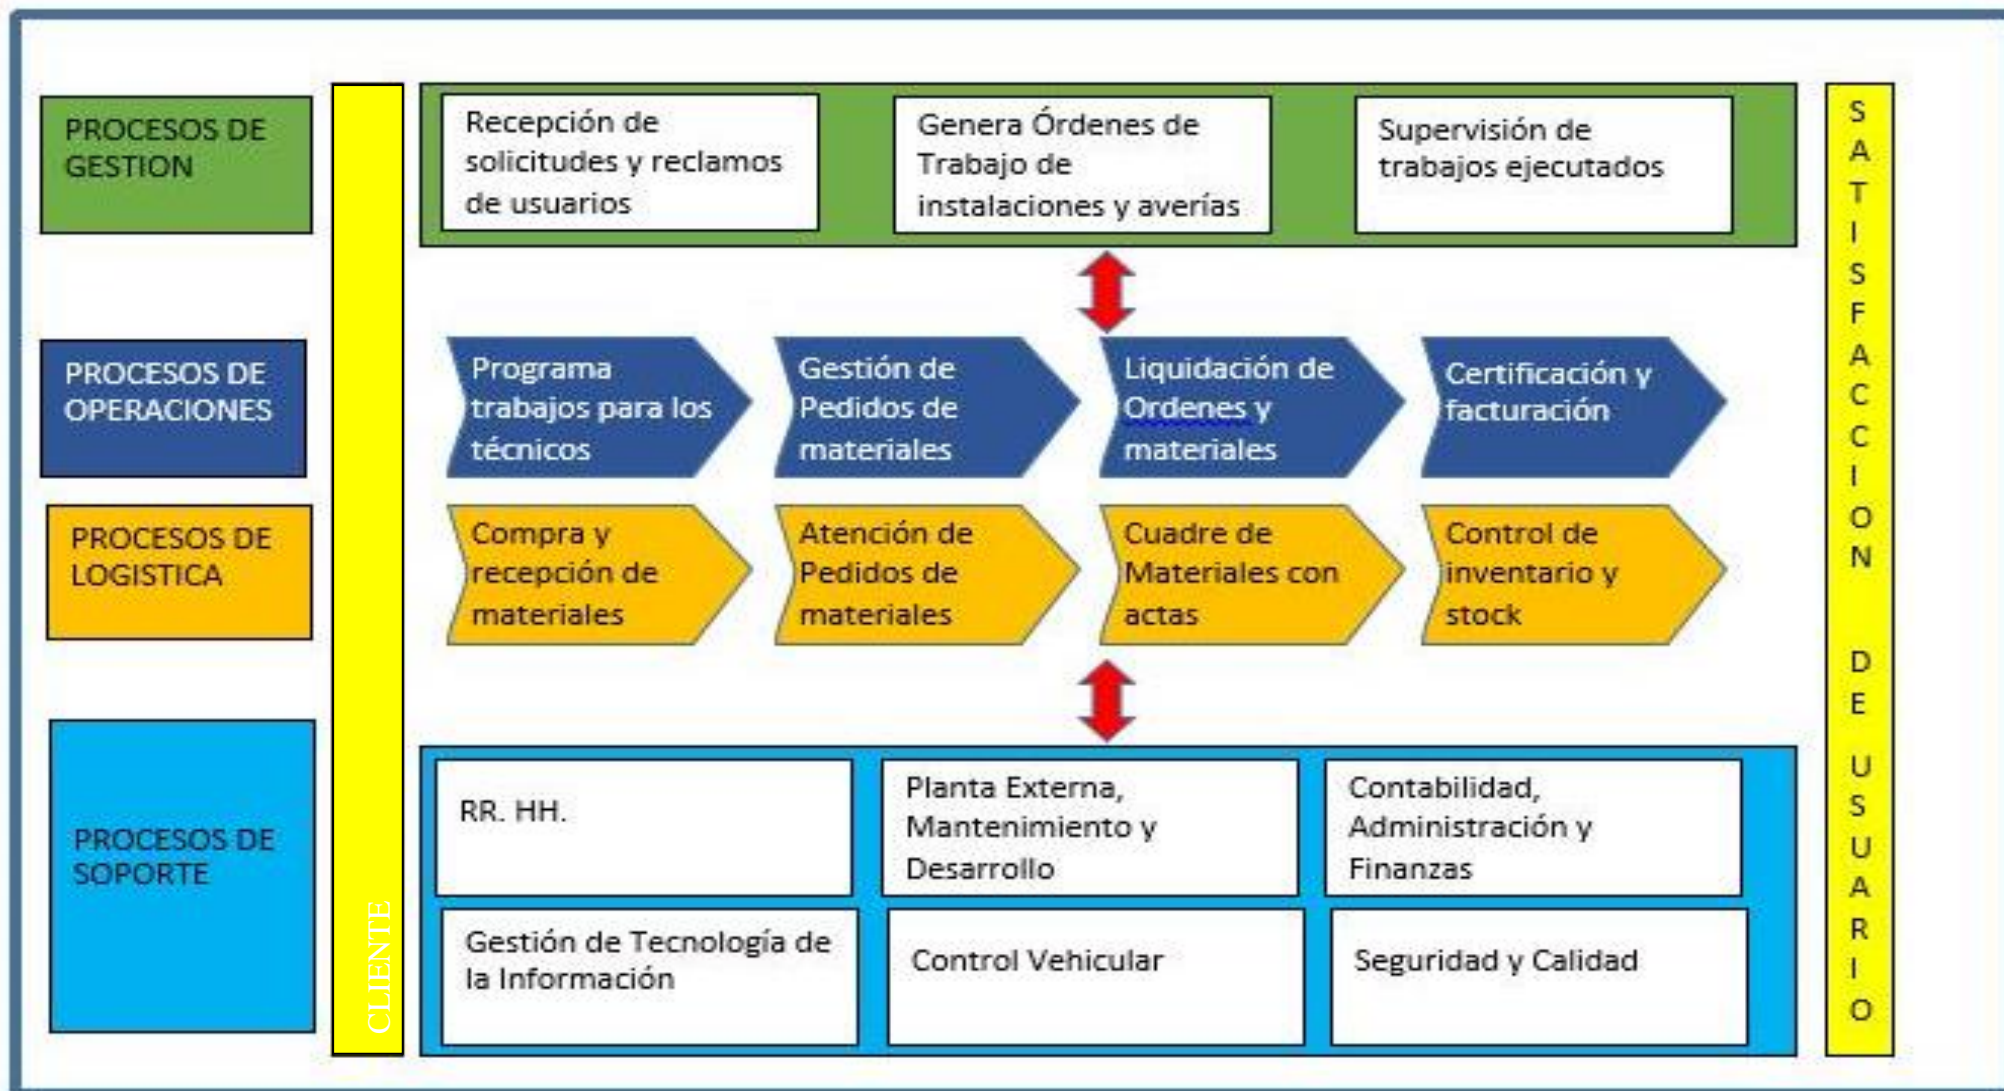 PROCESOS DE
GESTION
CLIENTE
Recepción de
solicitudes y reclamos
de usuarios
Genera Órdenes de
Trabajo de
instalaciones y averías
Supervisión de
trabajos ejecutados
PROCESOS DE
OPERACIONES
Programa
trabajos para los
técnicos
Gestión de
Pedidos de
materiales
Liquidación de
Ordenes y
materiales
Certificación y
facturación
PROCESOS DE
LOGISTICA
Compra y
recepción de
materiales
Atención de
Pedidos de
materiales
Cuadre de
Materiales con
actas
Control de
inventario y
stock
PROCESOS DE
SOPORTE
RR. HH.
Planta Externa,
Mantenimiento y
Desarrollo
Contabilidad,
Administración y
Finanzas
Gestión de Tecnología de
la Información
Control Vehicular
Seguridad y Calidad
SATISFACCION DE USUARIO